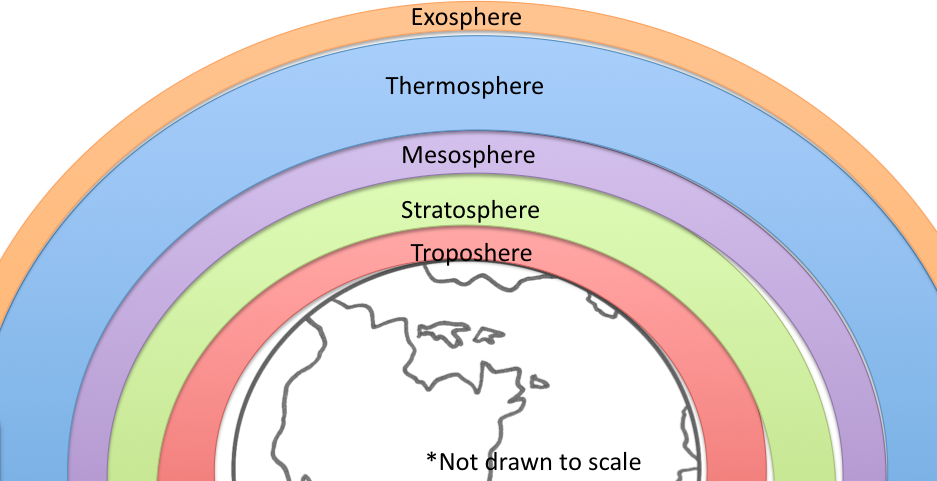 Exosphere
Thermosphere
Mesosphere
Stratosphere
Troposhere
*Not drawn to scale